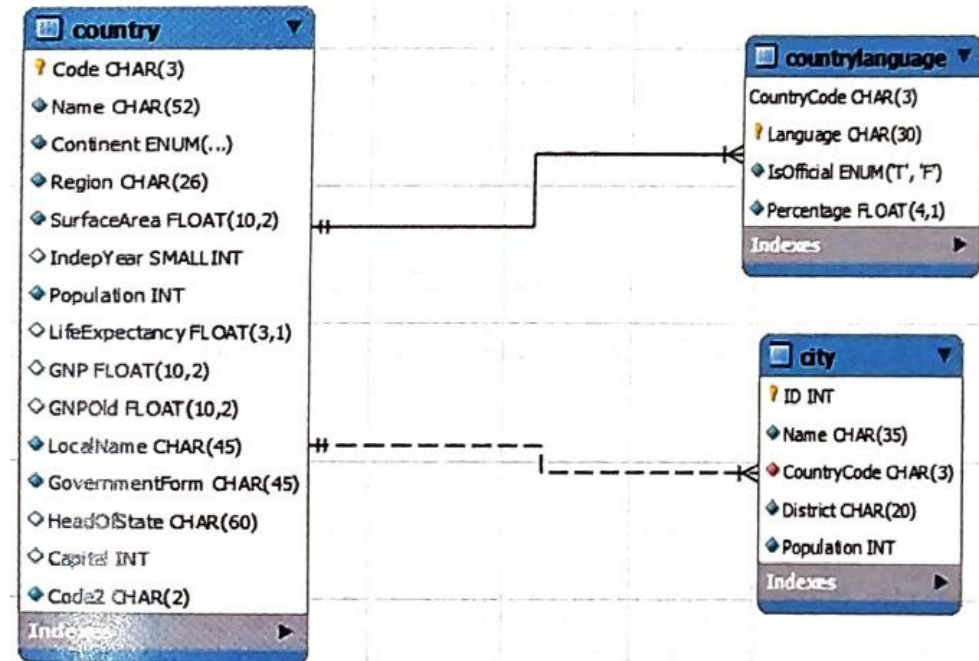 country
Code CHAR(3)
Name CHAR(52)
Continent ENUM(...)
Region CHAR(26)
SurfaceArea FLOAT(10,2)
IndepYear SMALLINT
Population INT
LifeExpectancy FLOAT(3,1)
GNP FLOAT(10,2)
GNPOld FLOAT(10,2)
LocalName CHAR(45)
GovernmentForm CHAR(45)
HeadOfState CHAR(60)
Capital INT
Code2 CHAR(2)
Indexes
countrylanguage
CountryCode CHAR(3)
Language CHAR(30)
IsOfficial ENUM('T', 'F')
Percentage FLOAT(4,1)
Indexes
city
ID INT
Name CHAR(35)
CountryCode CHAR(3)
District CHAR(20)
Population INT
Indexes